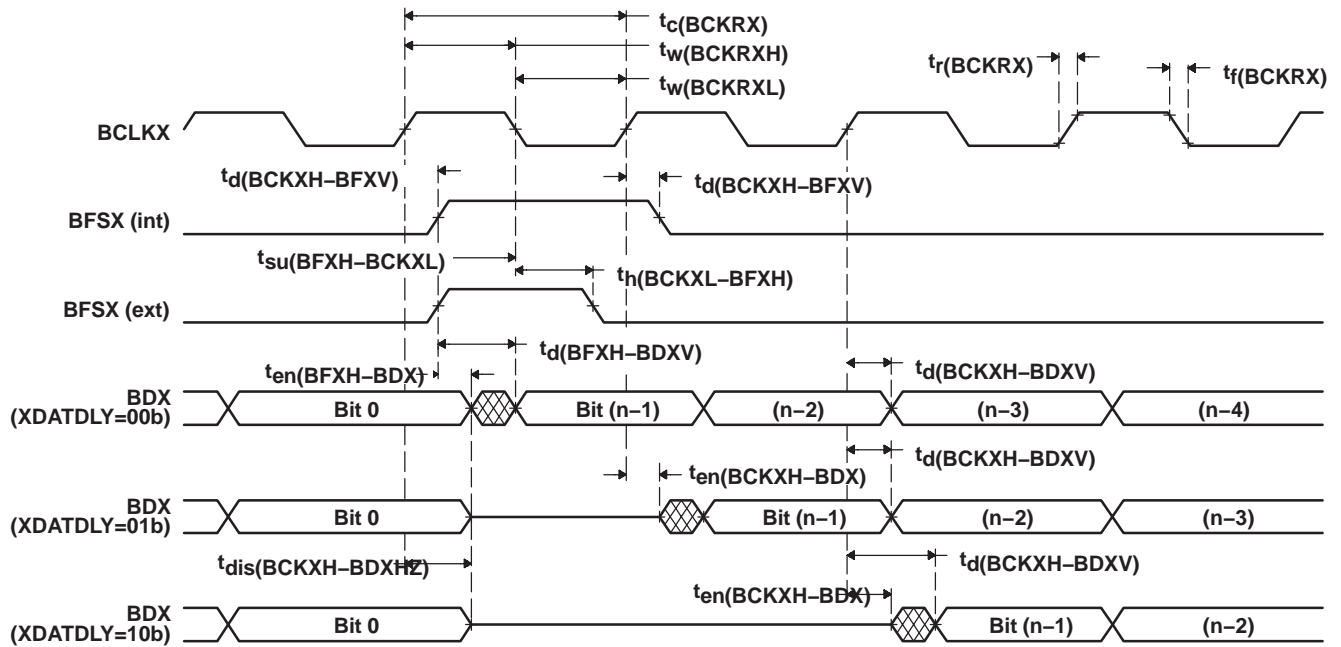 tc(BCKRX)
tw(BCKRXH)
tr(BCKRX)
tf(BCKRX)
tw(BCKRXL)
BCLKX
td(BCKXH–BFXV)
td(BCKXH–BFXV)
BFSX (int)
tsu(BFXH–BCKXL)
th(BCKXL–BFXH)
BFSX (ext)
td(BFXH–BDXV)
ten(BFXH–BDX)
td(BCKXH–BDXV)
BDX
(XDATDLY=00b)
Bit 0
Bit (n–1)
(n–2)
(n–3)
(n–4)
td(BCKXH–BDXV)
ten(BCKXH–BDX)
BDX
(XDATDLY=01b)
Bit 0
Bit (n–1)
(n–2)
(n–3)
tdis(BCKXH–BDXHZ)
td(BCKXH–BDXV)
ten(BCKXH–BDX)
BDX
(XDATDLY=10b)
Bit 0
Bit (n–1)
(n–2)